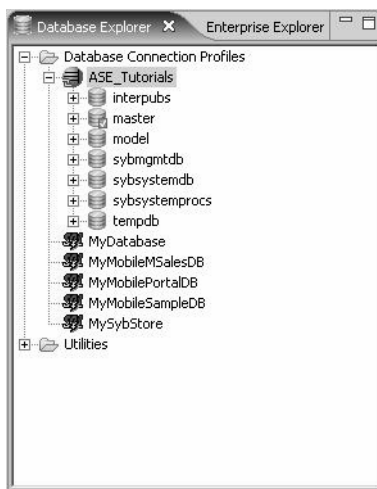 Database Explorer Enterprise Explorer
Database Connection Profiles
ASE_Tutorials
interpubs
master
model
sybmgmtdb
sybsystemdb
sybsystemprocs
tempdb
MyDatabase
MyMobileMSalesDB
MyMobilePortalDB
MyMobileSampleDB
MySybStore
Utilities